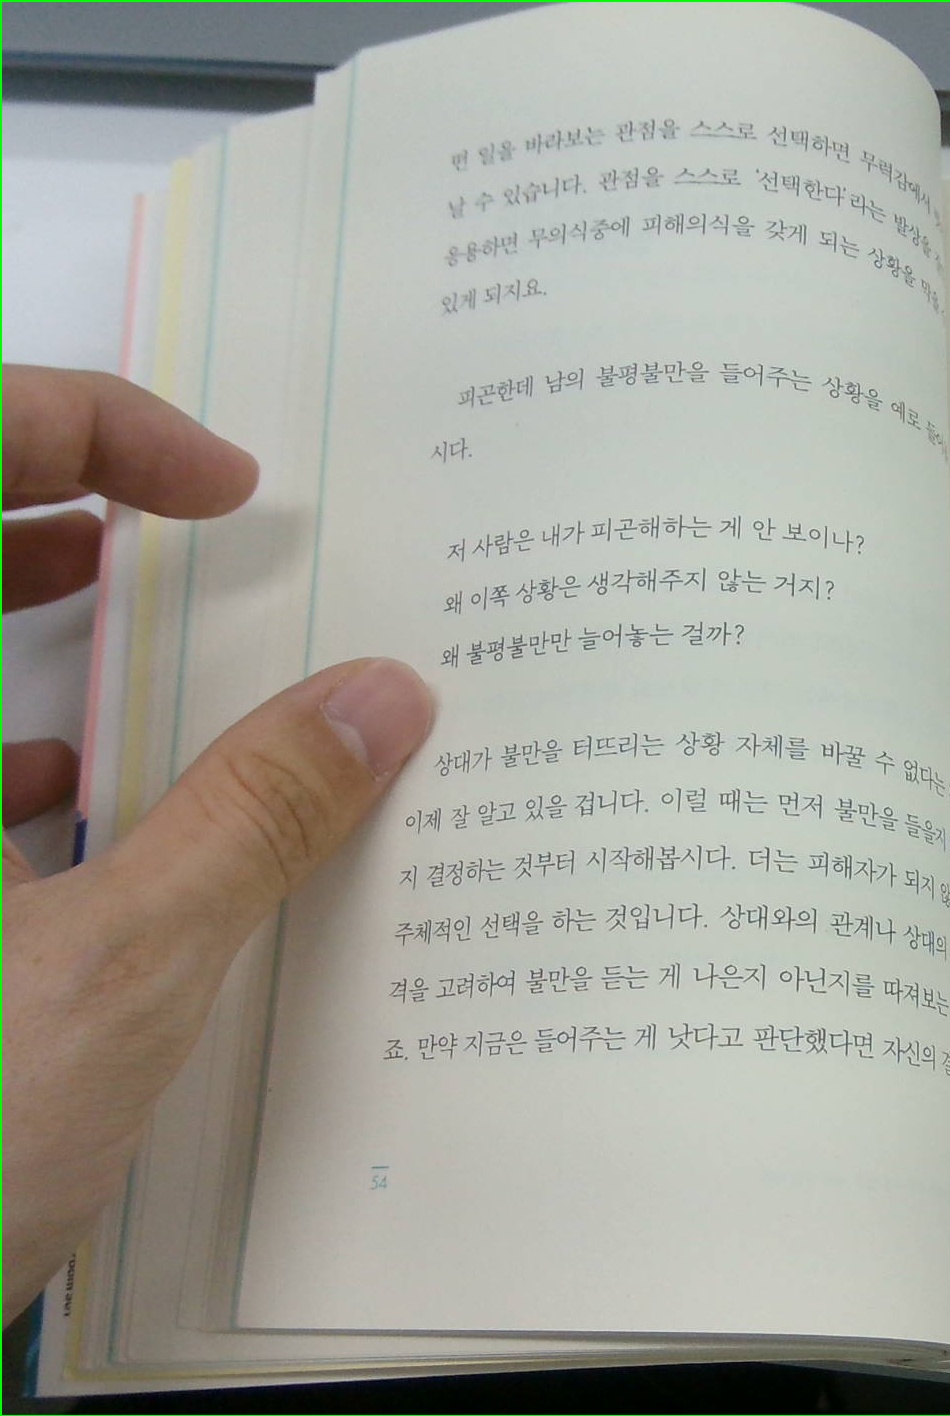 떤 일을 바라보는 관점을 스스로 선택하면 무력감에서
날 수 있습니다. 관점을 스스로 '선택한다'라는 발상을
응용하면 무의식중에 피해의식을 갖게 되는 상황을 막을
있게 되지요.
피곤한데 남의 불평불만을 들어주는 상황을 예로
시다.
저 사람은 내가 피곤해하는 게 안 보이나?
왜 이쪽 상황은 생각해주지 않는 거지?
왜 불평불만만 늘어놓는 걸까?
상대가 불만을 터뜨리는 상황 자체를 바꿀 수 없다는
이제 잘 알고 있을 겁니다. 이럴 때는 먼저 불만을 들을지
지 결정하는 것부터 시작해봅시다. 더는 피해자가 되지
주체적인 선택을 하는 것입니다. 상대와의 관계나 상대의
격을 고려하여 불만을 듣는 게 나은지 아닌지를 따져보는
죠. 만약 지금은 들어주는 게 낫다고 판단했다면 자신의
54